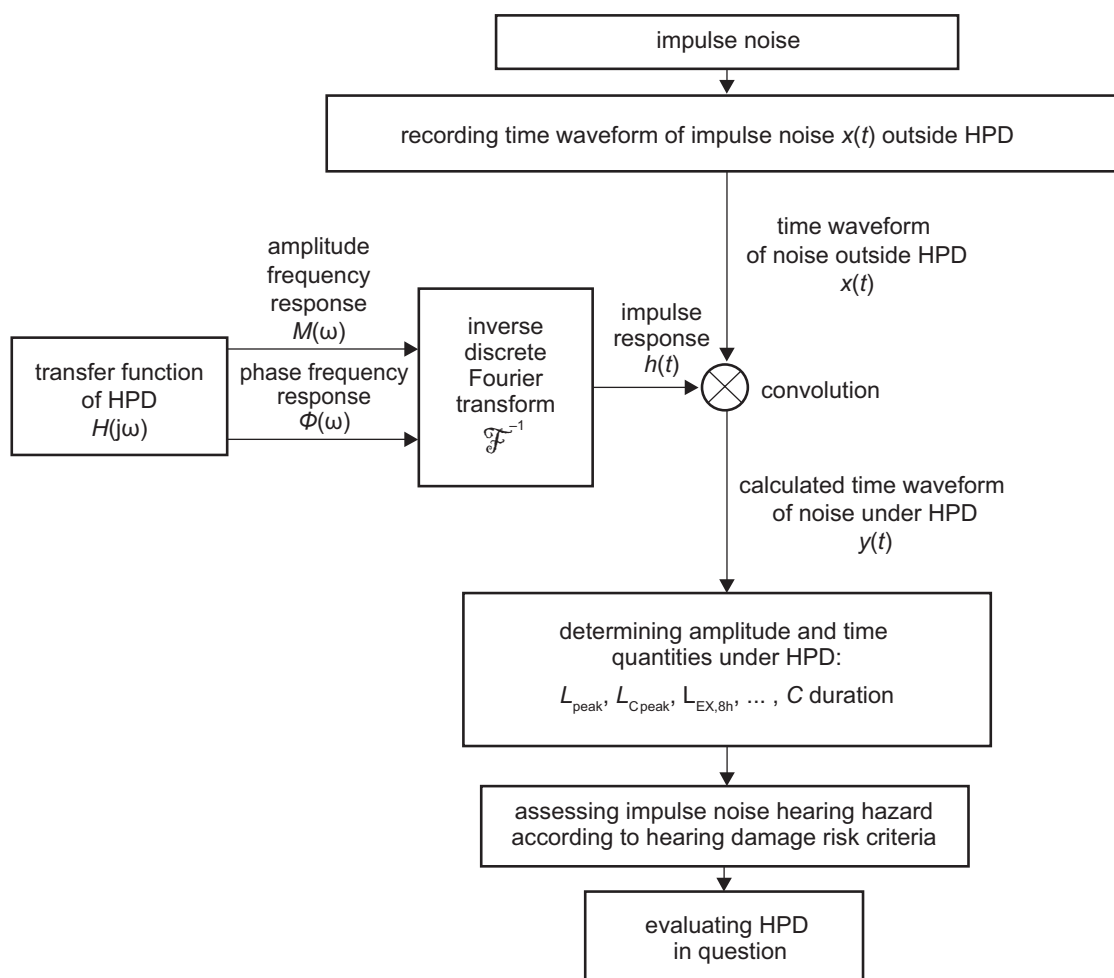 impulse noise
recording time waveform of impulse noise x(t) outside HPD
time waveform
of noise outside HPD
x(t)
amplitude
frequency
response
M(ω)
transfer function
of HPD
H(jω)
phase frequency
response
Φ(ω)
inverse
discrete
Fourier
transform
ℱ⁻¹
impulse
response
h(t)
convolution
calculated time waveform
of noise under HPD
y(t)
determining amplitude and time
quantities under HPD:
L_peak, L_Cpeak, L_EX,8h, ... , C duration
assessing impulse noise hearing hazard
according to hearing damage risk criteria
evaluating HPD
in question